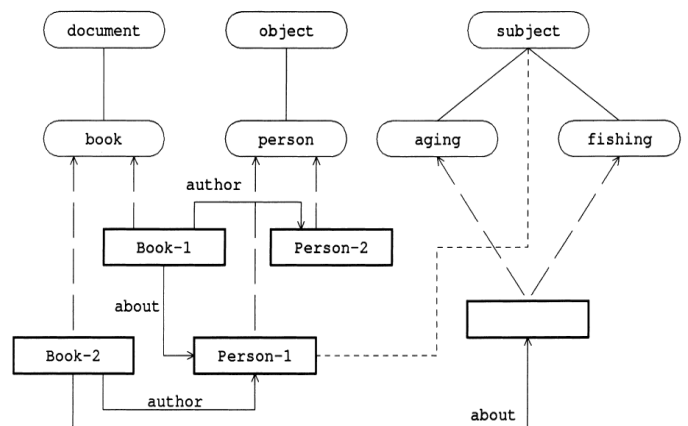 document
object
subject
book
person
aging
fishing
author
Book-1
Person-2
about
Book-2
Person-1
author
about